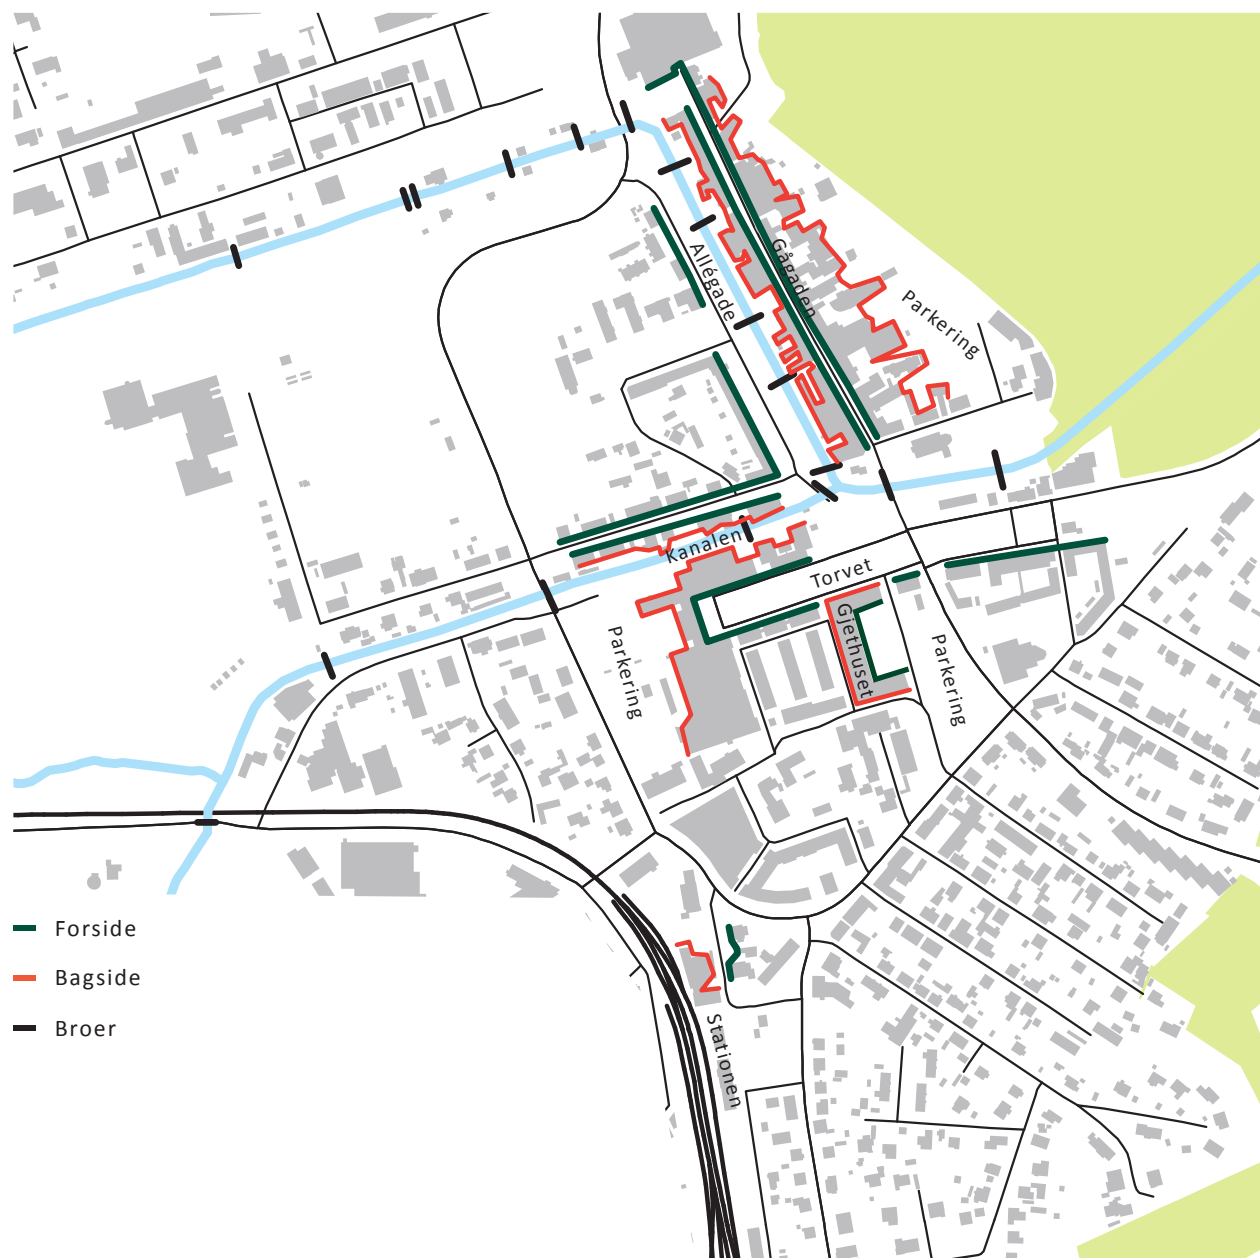 Allégade
Gågaden
Parkering
Kanalen
Torvet
Gjethuset
Parkering
Parkering
Forside
Bagside
Broer
Stationen